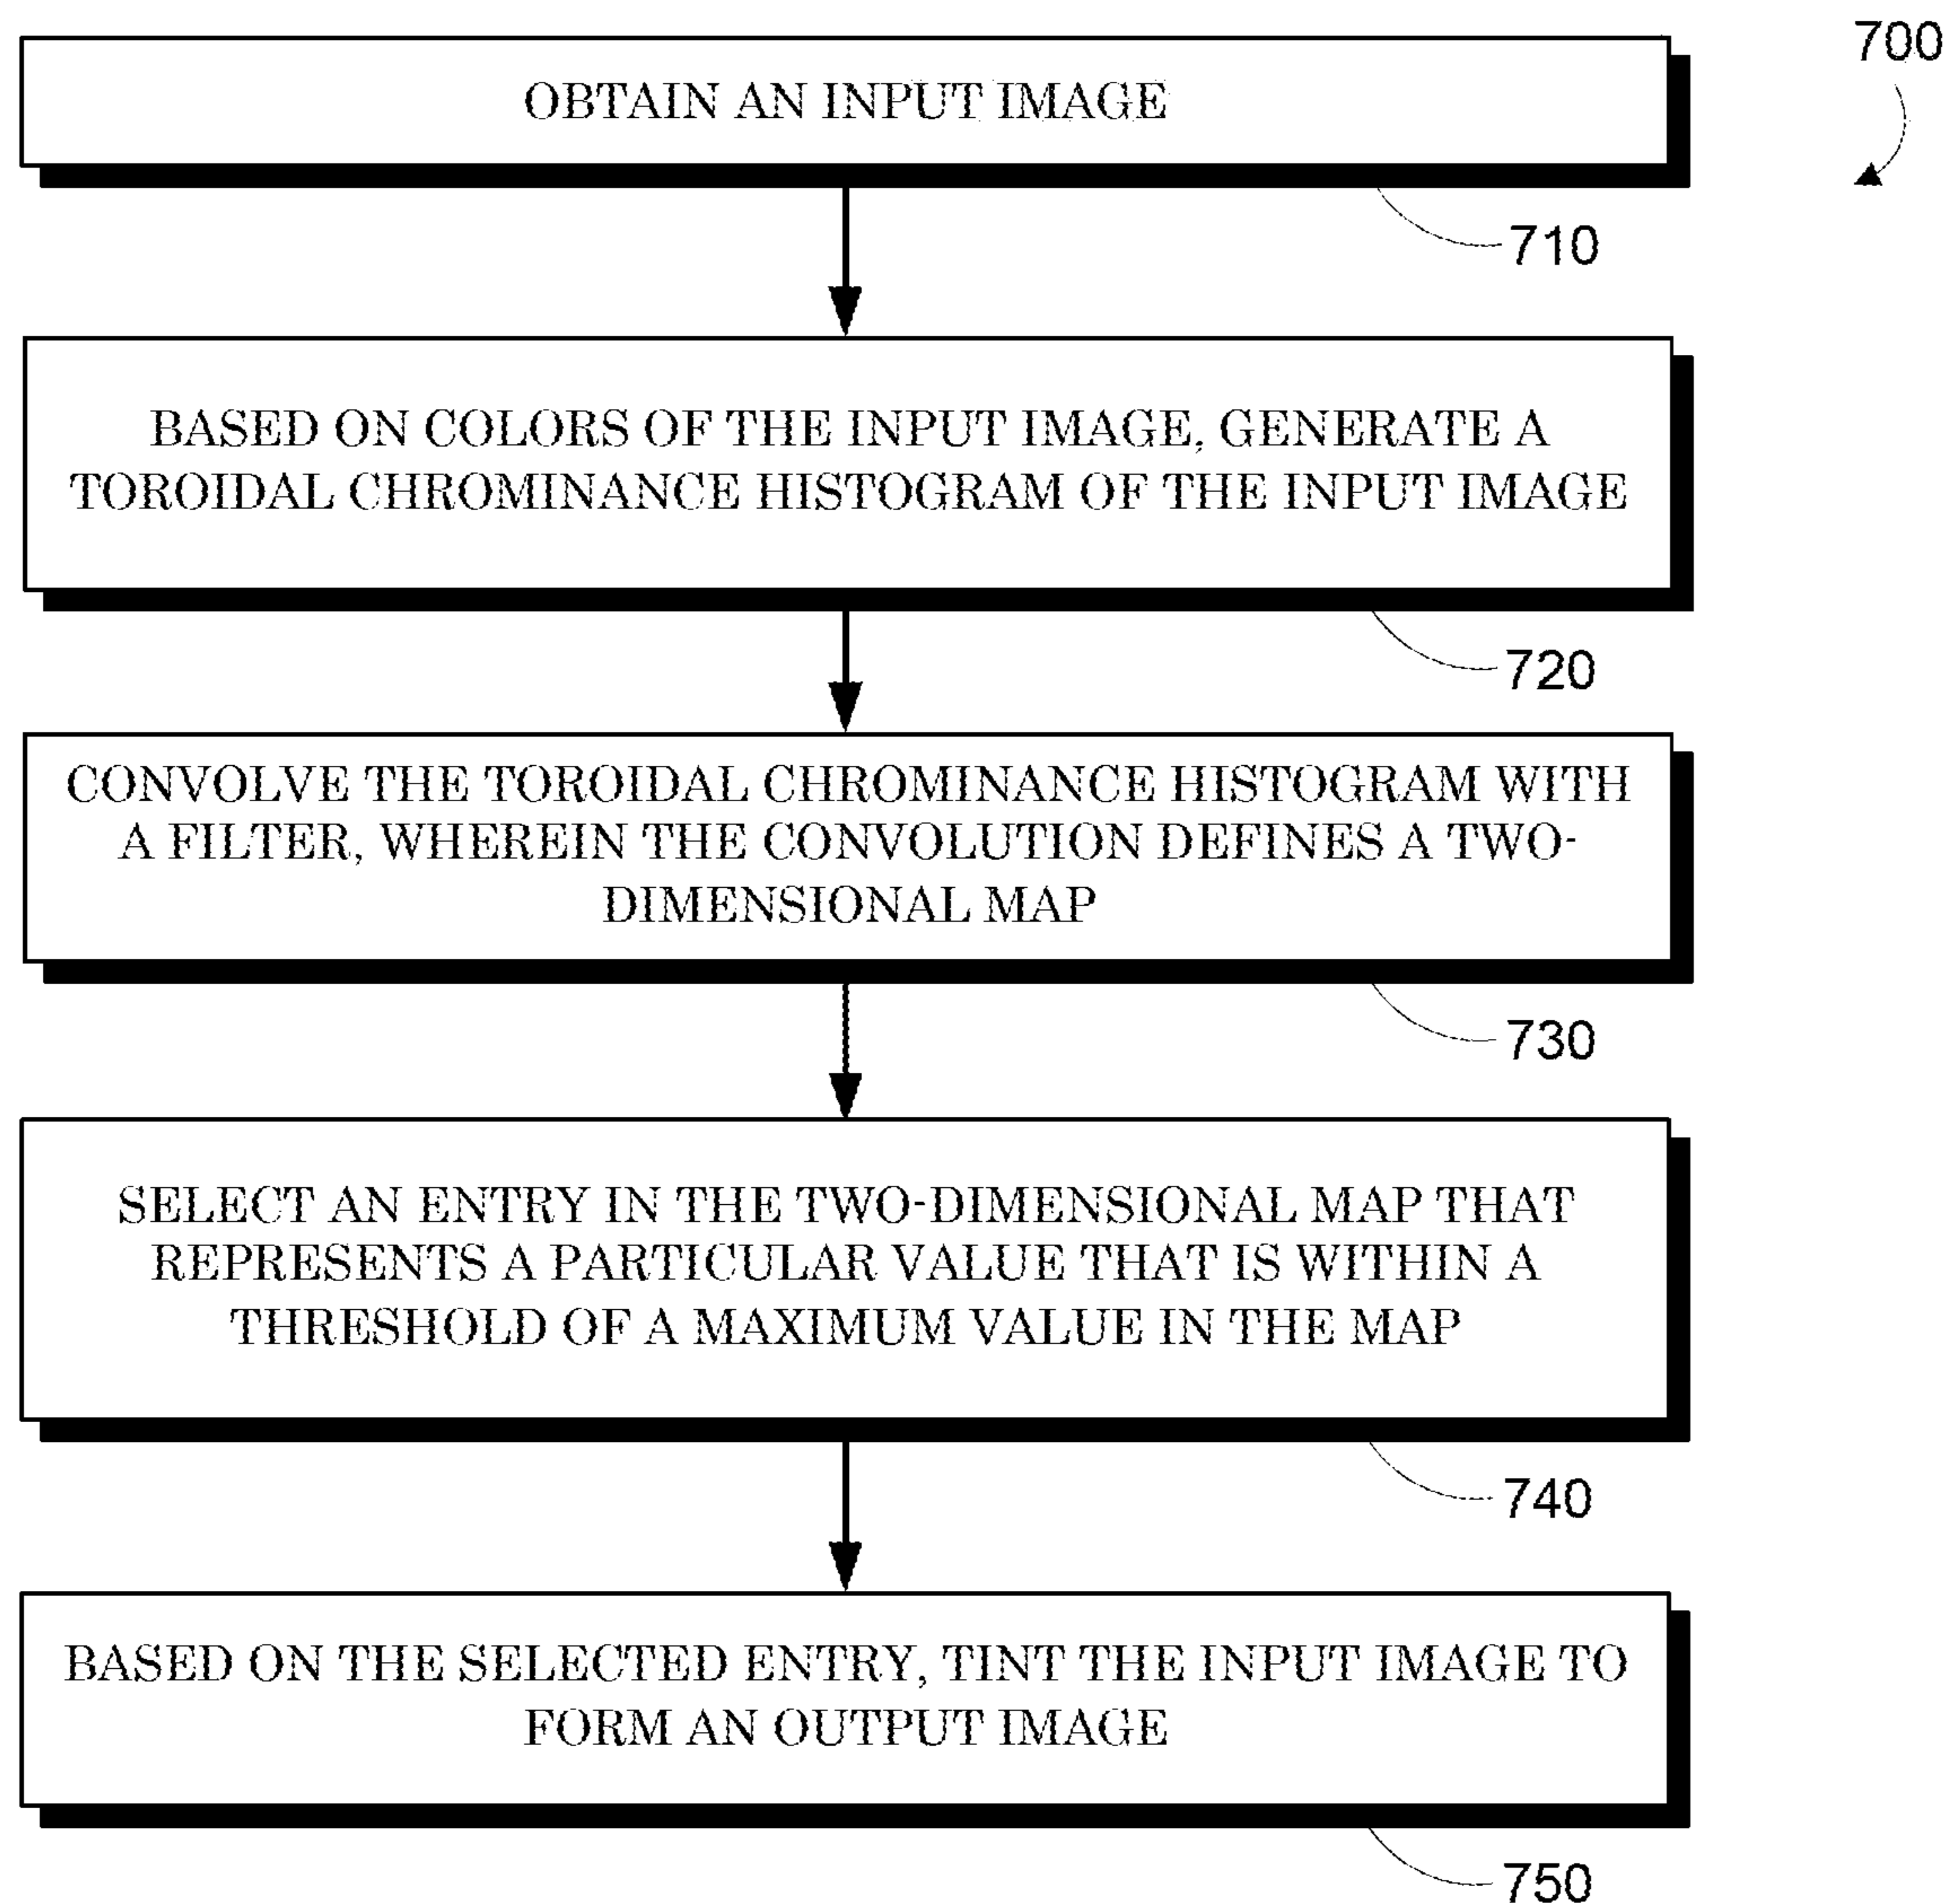 700
OBTAIN AN INPUT IMAGE
710
BASED ON COLORS OF THE INPUT IMAGE, GENERATE A
TOROIDAL CHROMINANCE HISTOGRAM OF THE INPUT IMAGE
720
CONVOLVE THE TOROIDAL CHROMINANCE HISTOGRAM WITH
A FILTER, WHEREIN THE CONVOLUTION DEFINES A TWO-
DIMENSIONAL MAP
730
SELECT AN ENTRY IN THE TWO-DIMENSIONAL MAP THAT
REPRESENTS A PARTICULAR VALUE THAT IS WITHIN A
THRESHOLD OF A MAXIMUM VALUE IN THE MAP
740
BASED ON THE SELECTED ENTRY, TINT THE INPUT IMAGE TO
FORM AN OUTPUT IMAGE
750